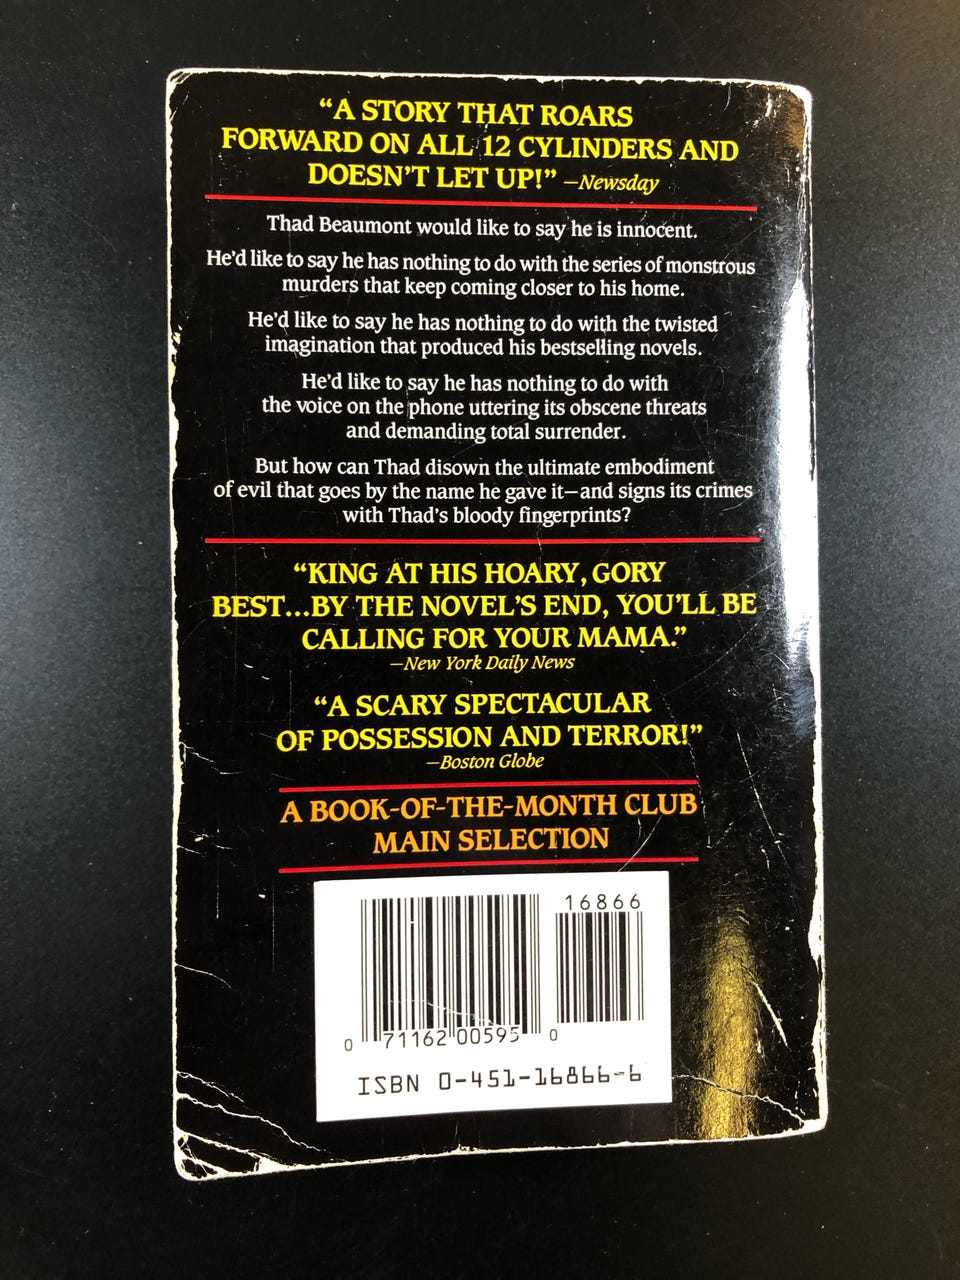 “A STORY THAT ROARS
FORWARD ON ALL 12 CYLINDERS AND
DOESN’T LET UP!” —Newsday
Thad Beaumont would like to say he is innocent.
He’d like to say he has nothing to do with the series of monstrous
murders that keep coming closer to his home.
He’d like to say he has nothing to do with the twisted
imagination that produced his bestselling novels.
He’d like to say he has nothing to do with
the voice on the phone uttering its obscene threats
and demanding total surrender.
But how can Thad disown the ultimate embodiment
of evil that goes by the name he gave it—and signs its crimes
with Thad’s bloody fingerprints?
“KING AT HIS HOARY, GORY
BEST...BY THE NOVEL’S END, YOU’LL BE
CALLING FOR YOUR MAMA.”
—New York Daily News
“A SCARY SPECTACULAR
OF POSSESSION AND TERROR!”
—Boston Globe
A BOOK-OF-THE-MONTH CLUB
MAIN SELECTION
16866
0 71162 00595 0
ISBN 0-451-16866-6